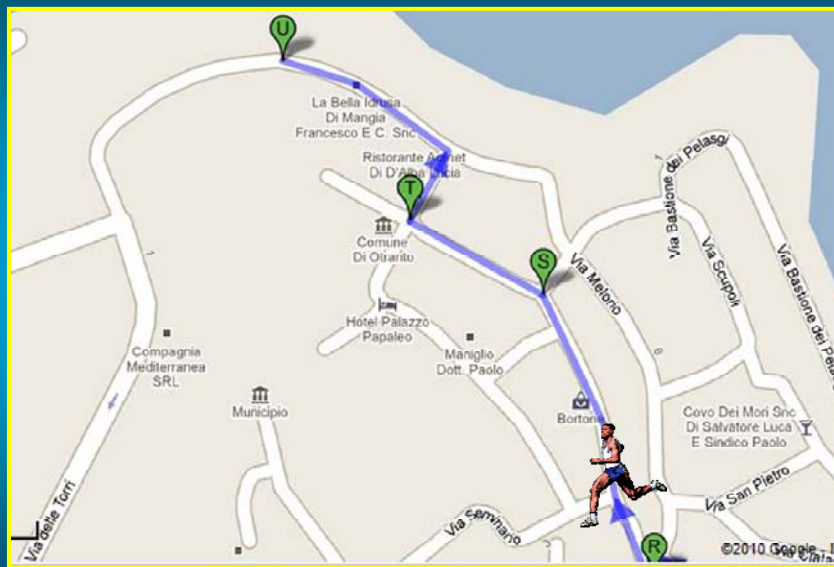 U
La Bella Idrusa
Di Mangia
Francesco E C. Snc
Ristorante
Di D'Alba Lucia
T
Comune
Di Otranto
S
Via Bastione dei Pelasgi
Via Scupoli
Via Bastione dei
Via Melorio
Hotel Palazzo
Papaleo
Maniglio
Dott. Paolo
Compagnia
Mediterranea
SRL
Municipio
Bortone
6
Covo Dei Mori Snc
Di Salvatore Luca
E Sindico Paolo
Via San Pietro
Via delle Torri
R
©2010 Google -